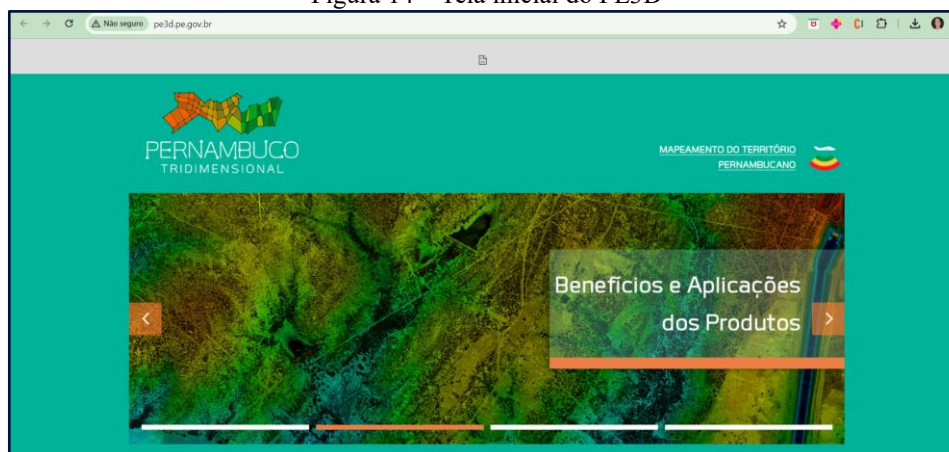 Figura 14 – Tela inicial do PE3D
Não seguro pe3d.pe.gov.br
PERNAMBUCO
TRIDIMENSIONAL
MAPEAMENTO DO TERRITÓRIO
PERNAMBUCANO
Benefícios e Aplicações
dos Produtos